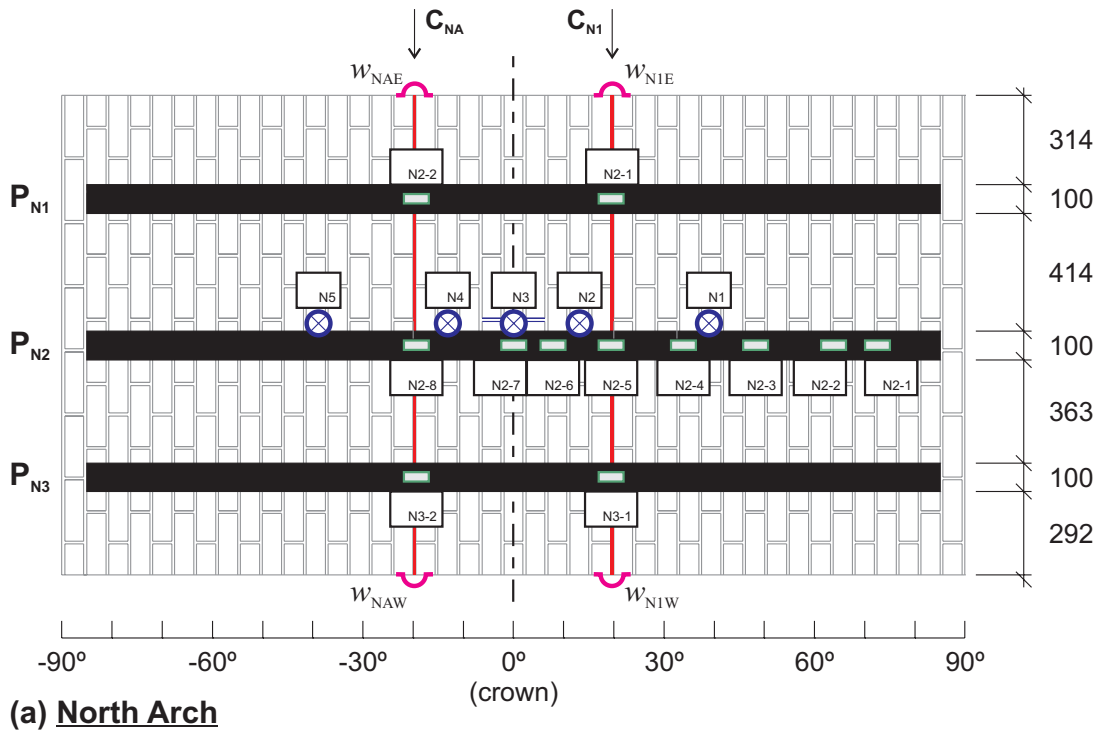 C_NA C_N1
w_NAE w_N1E
314
N2-2 N2-1
P_N1 100
414
N5 N4 N3 N2 N1
P_N2 100
N2-8 N2-7 N2-6 N2-5 N2-4 N2-3 N2-2 N2-1
363
P_N3 100
N3-2 N3-1
292
w_NAW w_N1W
-90º -60º -30º 0º 30º 60º 90º
(crown)
(a) North Arch